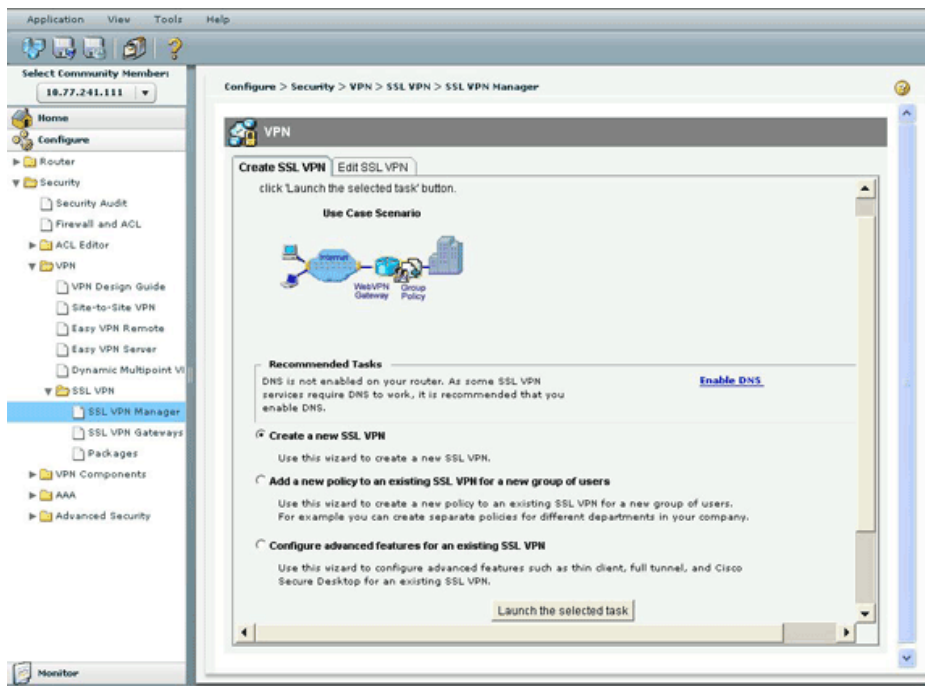 Application View Tools Help
Select Community Member:
10.77.241.111
Home
Configure
Router
Security
Security Audit
Firewall and ACL
ACL Editor
VPN
VPN Design Guide
Site-to-Site VPN
Easy VPN Remote
Easy VPN Server
Dynamic Multipoint VI
SSL VPN
SSL VPN Manager
SSL VPN Gateways
Packages
VPN Components
AAA
Advanced Security
Monitor
Configure > Security > VPN > SSL VPN > SSL VPN Manager
VPN
Create SSL VPN Edit SSL VPN
click 'Launch the selected task' button.
Use Case Scenario
Internet
WebVPN Gateway
Group Policy
Recommended Tasks
DNS is not enabled on your router. As some SSL VPN
services require DNS to work, it is recommended that you
enable DNS.
Enable DNS
Create a new SSL VPN
Use this wizard to create a new SSL VPN.
Add a new policy to an existing SSL VPN for a new group of users
Use this wizard to create a new policy to an existing SSL VPN for a new group of users.
For example you can create separate policies for different departments in your company.
Configure advanced features for an existing SSL VPN
Use this wizard to configure advanced features such as thin client, full tunnel, and Cisco
Secure Desktop for an existing SSL VPN.
Launch the selected task